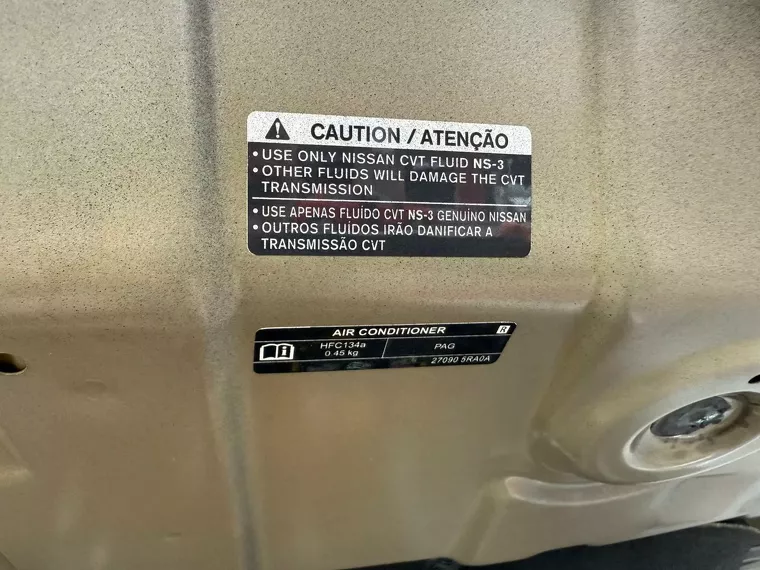 CAUTION / ATENÇÃO
• USE ONLY NISSAN CVT FLUID NS-3
• OTHER FLUIDS WILL DAMAGE THE CVT
TRANSMISSION
• USE APENAS FLUÍDO CVT NS-3 GENUÍNO NISSAN
• OUTROS FLUÍDOS IRÃO DANIFICAR A
TRANSMISSÃO CVT
AIR CONDITIONER R
HFC134a PAG
0.45 kg
27090 5RA0A